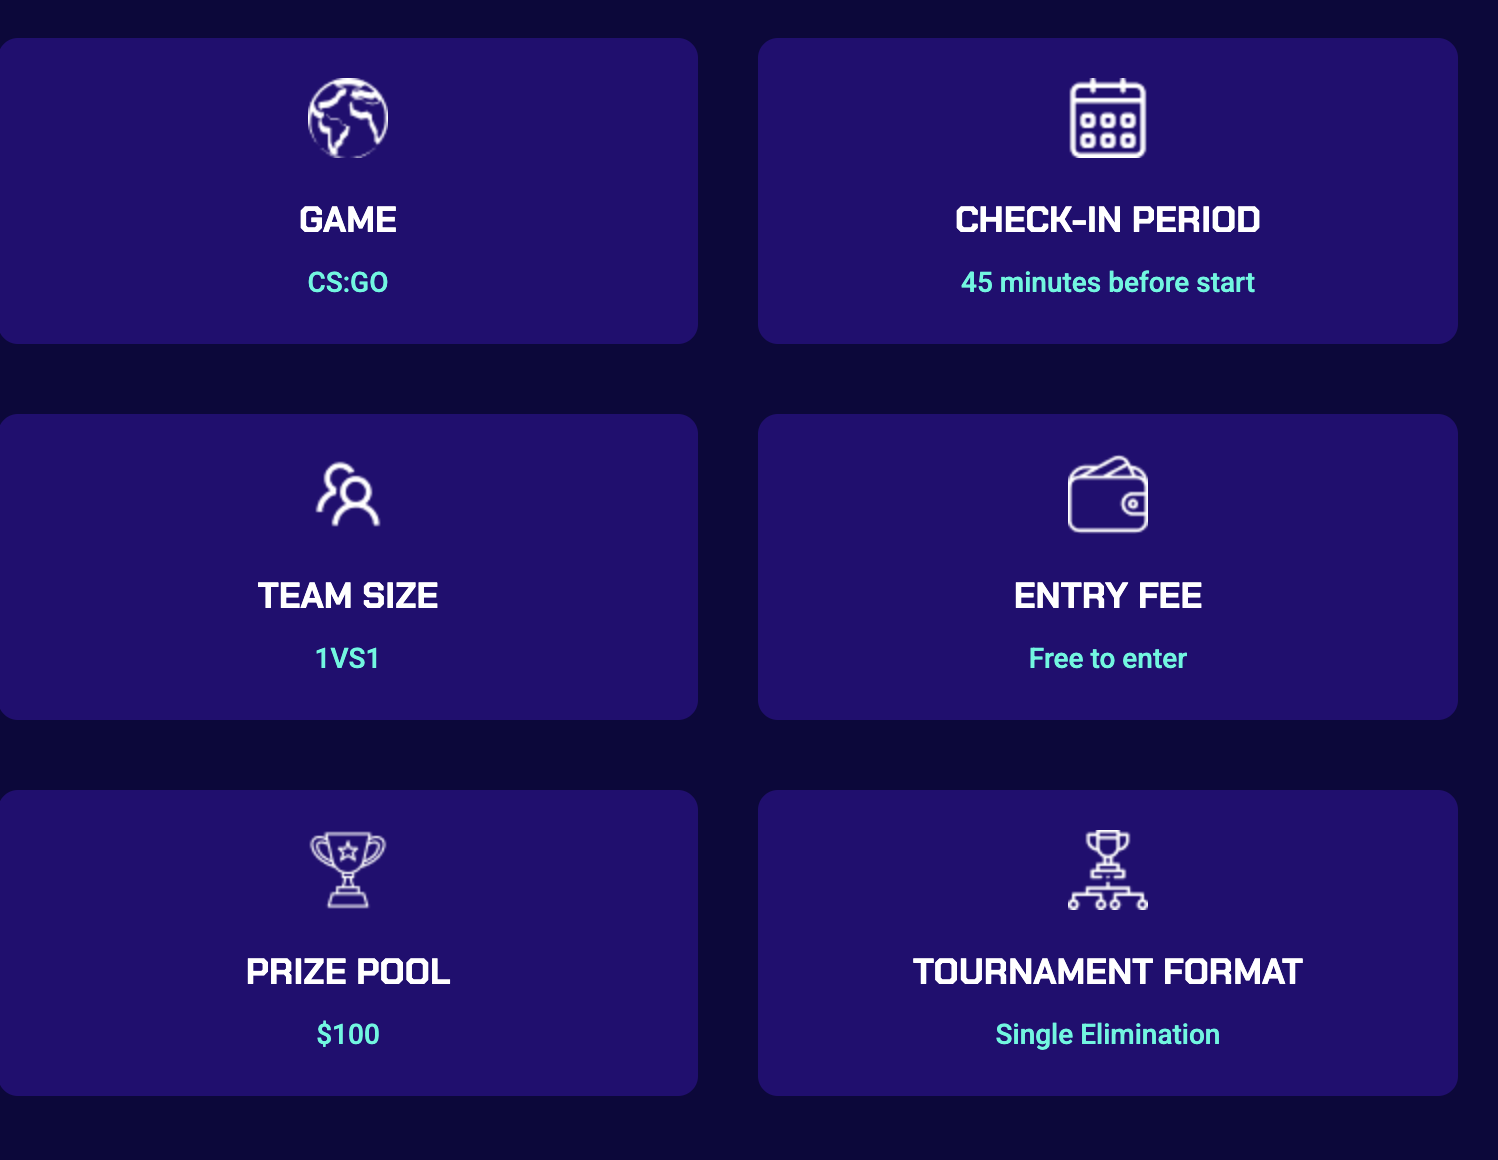 GAME
CS:GO
CHECK-IN PERIOD
45 minutes before start
TEAM SIZE
1VS1
ENTRY FEE
Free to enter
PRIZE POOL
$100
TOURNAMENT FORMAT
Single Elimination